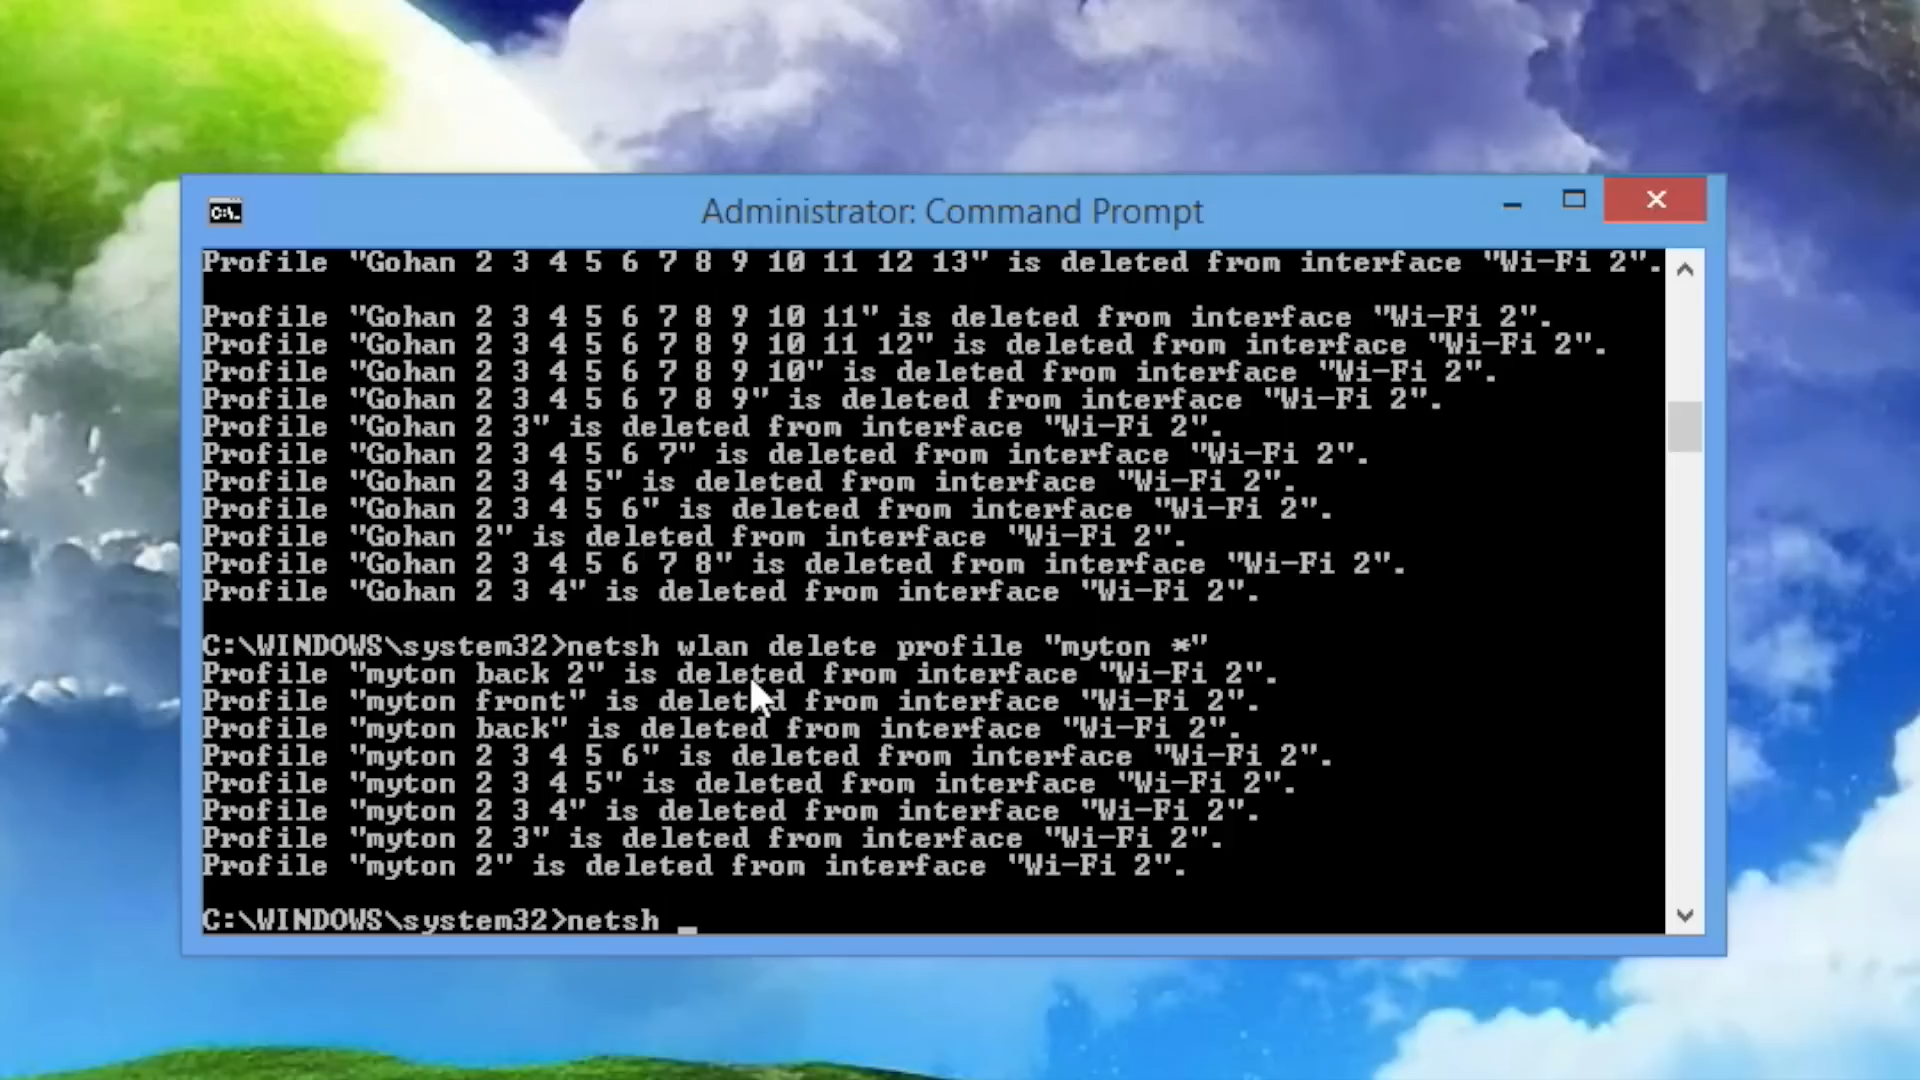 C:\.
Administrator: Command Prompt
Profile "Gohan 2 3 4 5 6 7 8 9 10 11 12 13" is deleted from interface "Wi-Fi 2".
Profile "Gohan 2 3 4 5 6 7 8 9 10 11" is deleted from interface "Wi-Fi 2".
Profile "Gohan 2 3 4 5 6 7 8 9 10 11 12" is deleted from interface "Wi-Fi 2".
Profile "Gohan 2 3 4 5 6 7 8 9 10" is deleted from interface "Wi-Fi 2".
Profile "Gohan 2 3 4 5 6 7 8 9" is deleted from interface "Wi-Fi 2".
Profile "Gohan 2 3" is deleted from interface "Wi-Fi 2".
Profile "Gohan 2 3 4 5 6 7" is deleted from interface "Wi-Fi 2".
Profile "Gohan 2 3 4 5" is deleted from interface "Wi-Fi 2".
Profile "Gohan 2 3 4 5 6" is deleted from interface "Wi-Fi 2".
Profile "Gohan 2" is deleted from interface "Wi-Fi 2".
Profile "Gohan 2 3 4 5 6 7 8" is deleted from interface "Wi-Fi 2".
Profile "Gohan 2 3 4" is deleted from interface "Wi-Fi 2".
C:\WINDOWS\system32>netsh wlan delete profile "myton *"
Profile "myton back 2" is deleted from interface "Wi-Fi 2".
Profile "myton front" is deleted from interface "Wi-Fi 2".
Profile "myton back" is deleted from interface "Wi-Fi 2".
Profile "myton 2 3 4 5 6" is deleted from interface "Wi-Fi 2".
Profile "myton 2 3 4 5" is deleted from interface "Wi-Fi 2".
Profile "myton 2 3 4" is deleted from interface "Wi-Fi 2".
Profile "myton 2 3" is deleted from interface "Wi-Fi 2".
Profile "myton 2" is deleted from interface "Wi-Fi 2".
C:\WINDOWS\system32>netsh _